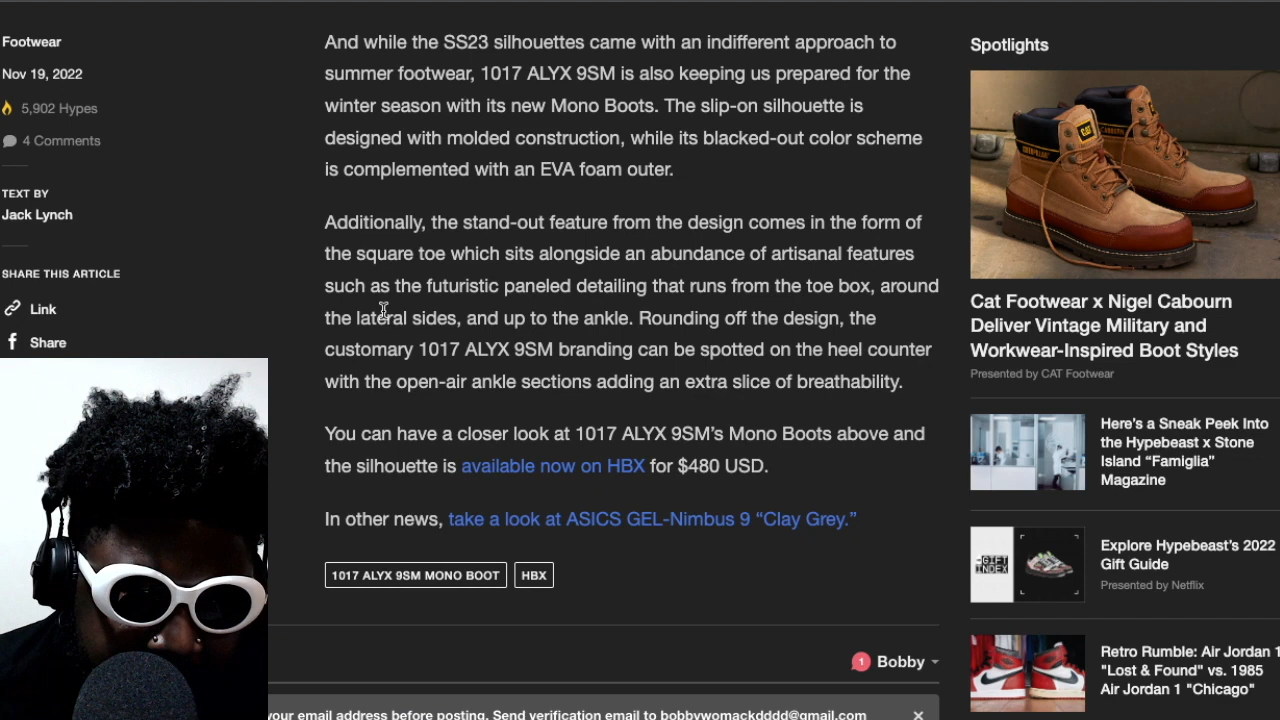 Footwear
Nov 19, 2022
5,902 Hypes
4 Comments
TEXT BY
Jack Lynch
SHARE THIS ARTICLE
Link
Share
And while the SS23 silhouettes came with an indifferent approach to
summer footwear, 1017 ALYX 9SM is also keeping us prepared for the
winter season with its new Mono Boots. The slip-on silhouette is
designed with molded construction, while its blacked-out color scheme
is complemented with an EVA foam outer.
Additionally, the stand-out feature from the design comes in the form of
the square toe which sits alongside an abundance of artisanal features
such as the futuristic paneled detailing that runs from the toe box, around
the lateral sides, and up to the ankle. Rounding off the design, the
customary 1017 ALYX 9SM branding can be spotted on the heel counter
with the open-air ankle sections adding an extra slice of breathability.
You can have a closer look at 1017 ALYX 9SM’s Mono Boots above and
the silhouette is available now on HBX for $480 USD.
In other news, take a look at ASICS GEL-Nimbus 9 “Clay Grey.”
1017 ALYX 9SM MONO BOOT
HBX
1
Bobby
your email address before posting. Send verification email to bobbywomackdddd@gmail.com
Spotlights
CAT
Cat Footwear x Nigel Cabourn
Deliver Vintage Military and
Workwear-Inspired Boot Styles
Presented by CAT Footwear
Here’s a Sneak Peek Into
the Hypebeast x Stone
Island “Famiglia”
Magazine
GIFT
INDEX
Explore Hypebeast’s 2022
Gift Guide
Presented by Netflix
Retro Rumble: Air Jordan 1
"Lost & Found" vs. 1985
Air Jordan 1 "Chicago"